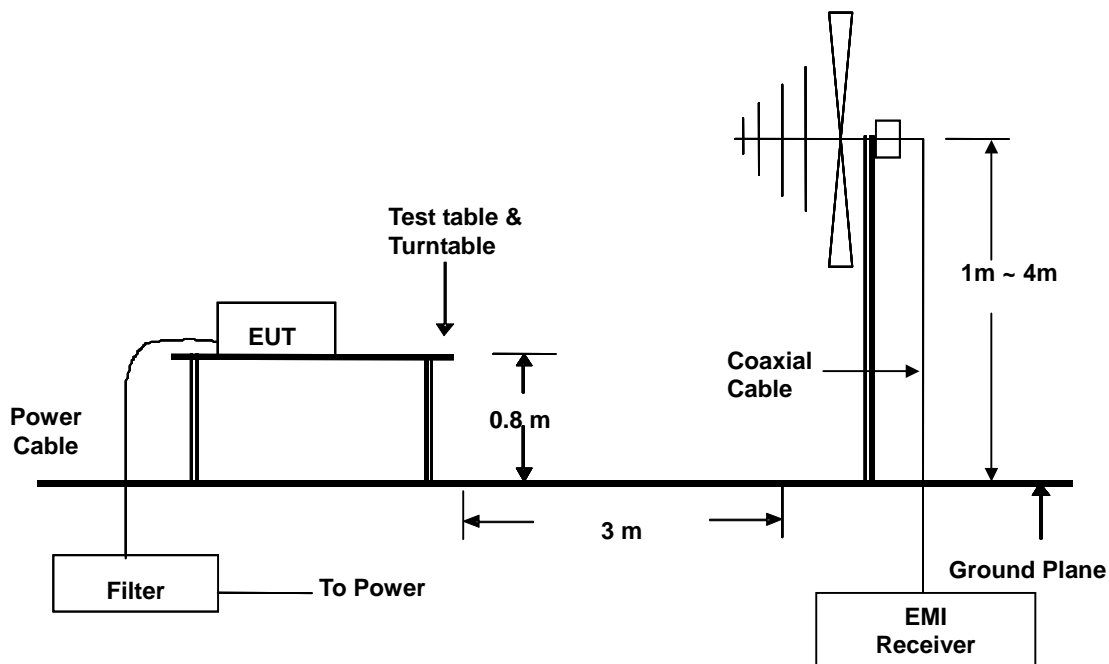 Test table &
Turntable
EUT
1m ~ 4m
Coaxial
Cable
0.8 m
Power
Cable
3 m
Ground Plane
Filter
To Power
EMI
Receiver